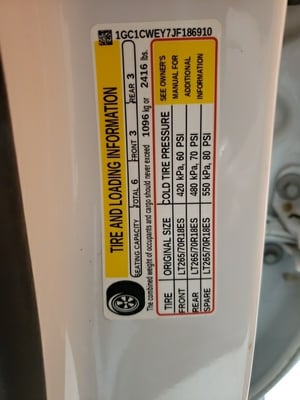 1GC1CWEY7JF186910
TIRE AND LOADING INFORMATION
SEATING CAPACITY TOTAL 6 FRONT 3 REAR 3
The combined weight of occupants and cargo should never exceed 1096 kg or 2416 lbs.
TIRE ORIGINAL SIZE COLD TIRE PRESSURE
FRONT LT265/70R18ES 420 kPa, 60 PSI
REAR LT265/70R18ES 480 kPa, 70 PSI
SPARE LT265/70R18ES 550 kPa, 80 PSI
SEE OWNER'S
MANUAL FOR
ADDITIONAL
INFORMATION